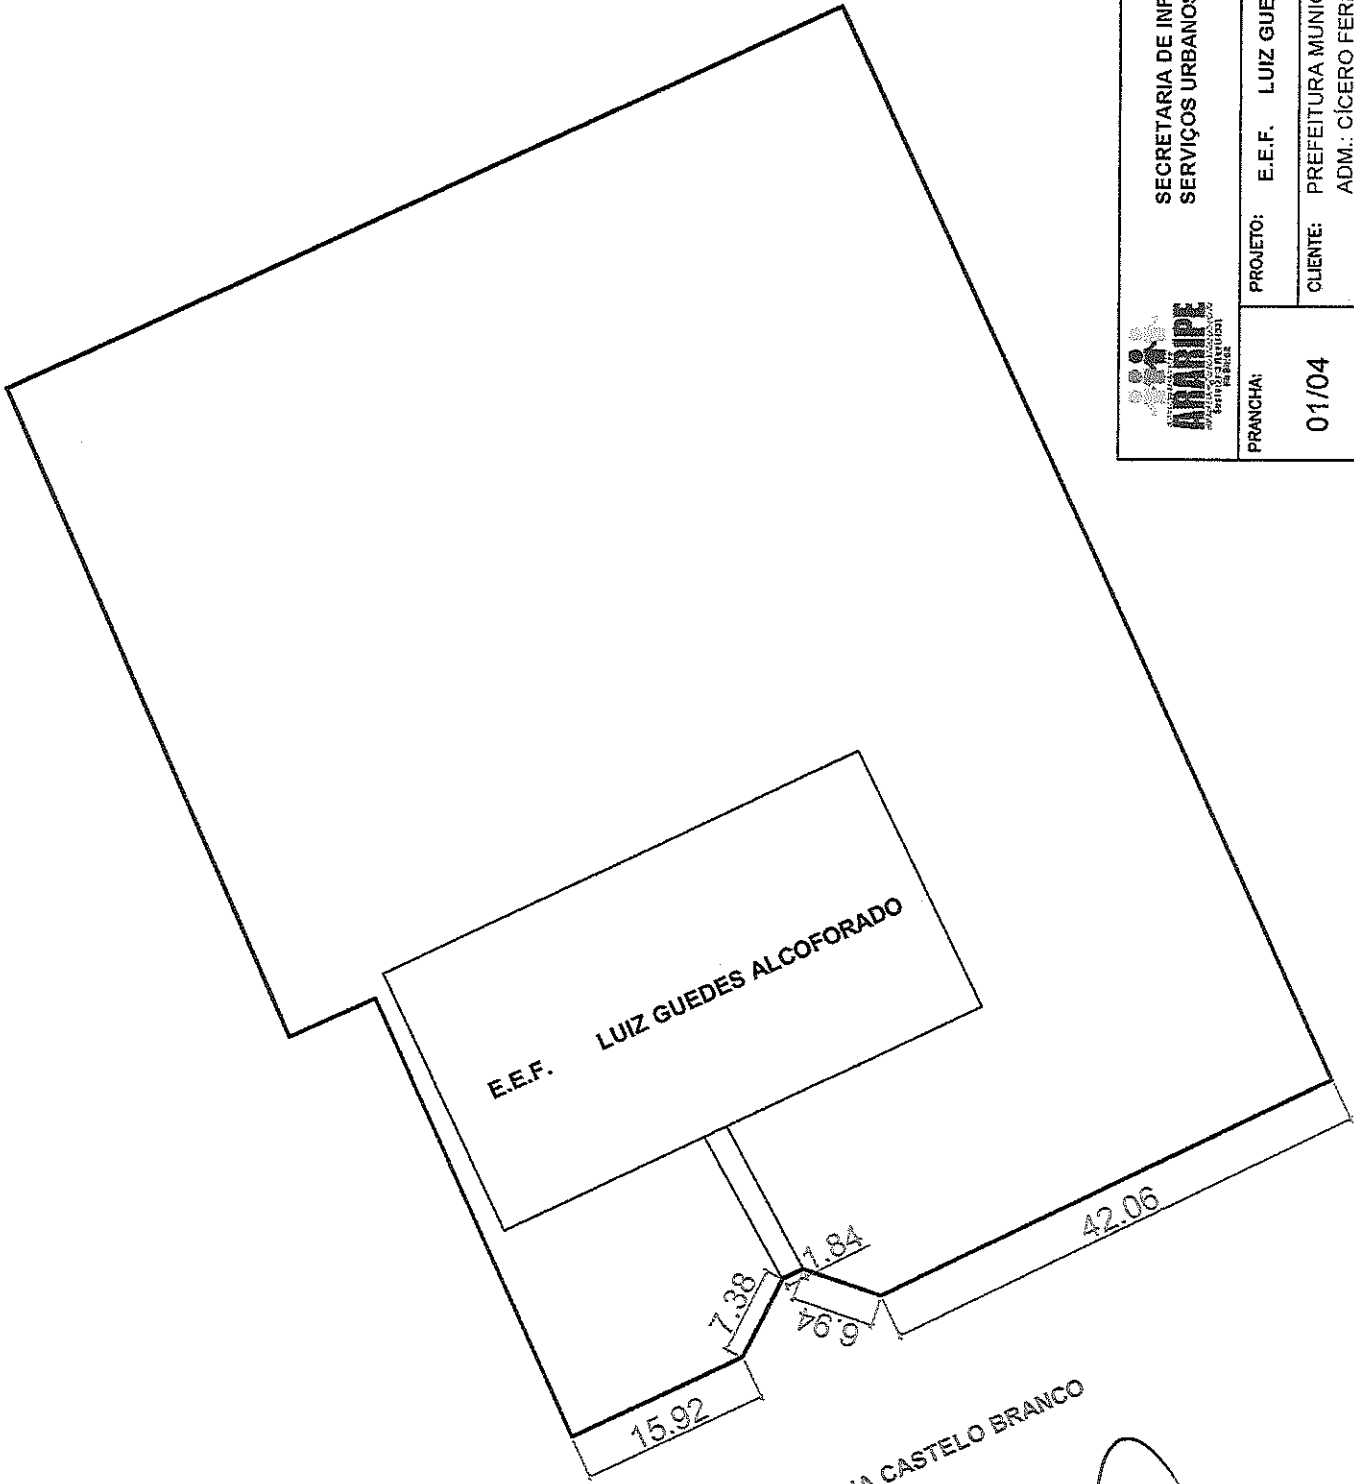 SECRETARIA DE INF
SERVIÇOS URBANOS
ARARIPE
PROJETO: E.E.F. LUIZ GUE
PRANCHA:
01/04
CLIENTE: PREFEITURA MUNIC
ADM.: CÍCERO FER
E.E.F. LUIZ GUEDES ALCOFORADO
1.84
7.38
6.94
42.06
15.92
CASTELO BRANCO